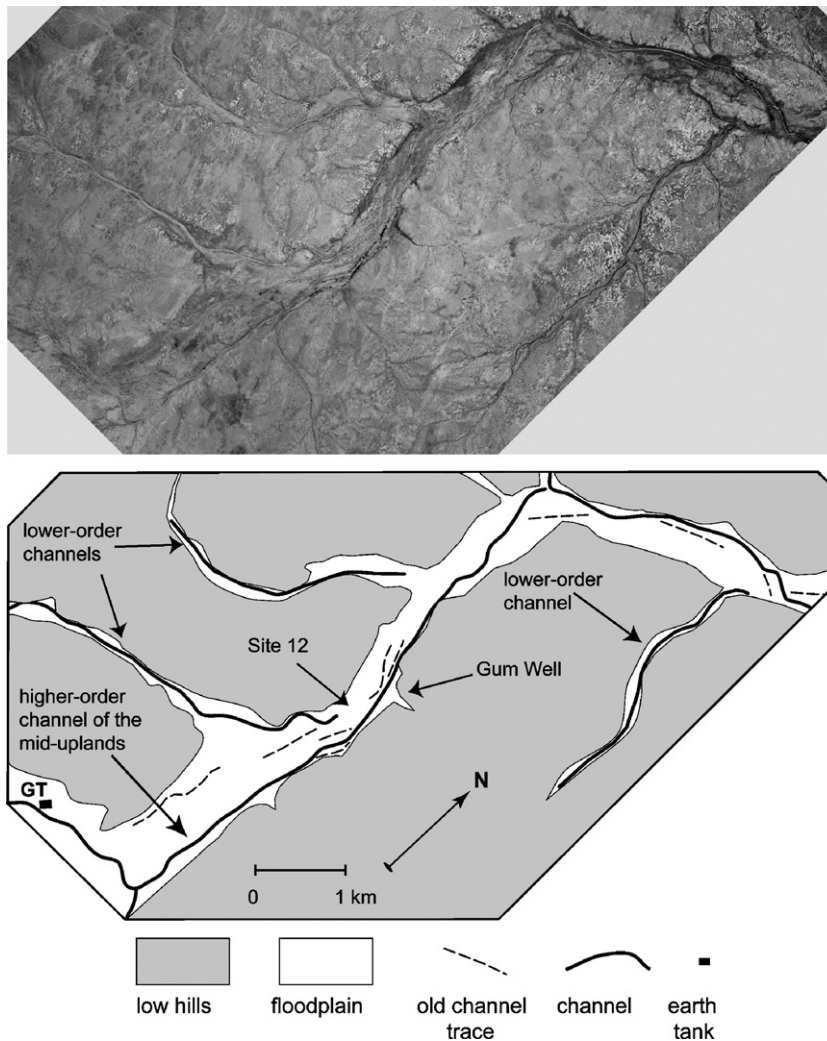 lower-order
channels
lower-order
channel
Site 12
Gum Well
higher-order
channel of the
mid-uplands
GT
N
0 1 km
low hills
floodplain
old channel
trace
channel
earth
tank